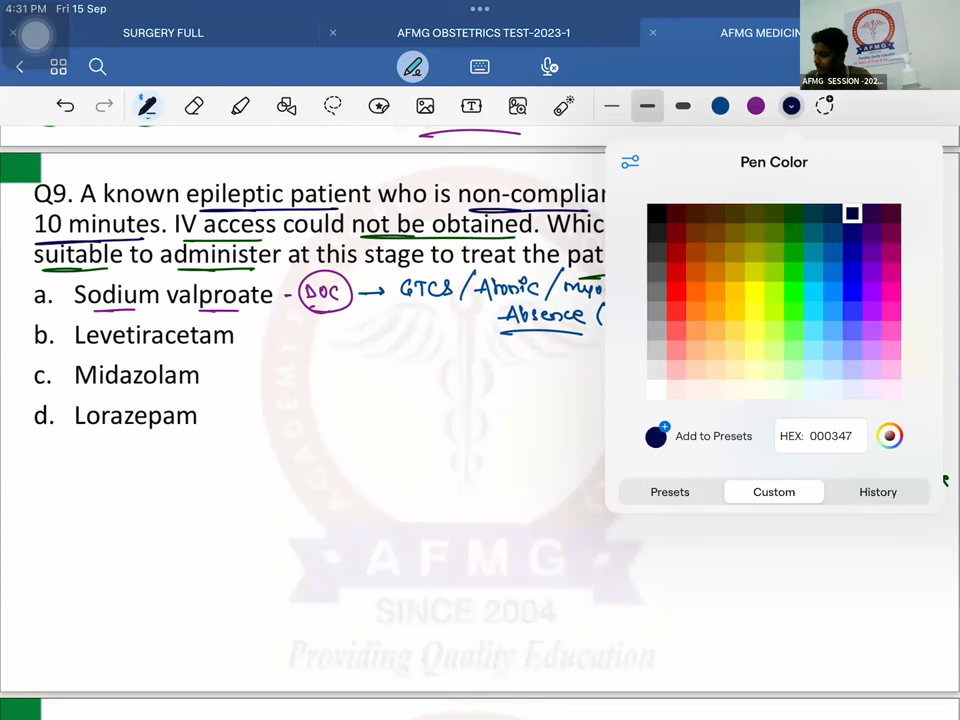 4:31 PM Fri 15 Sep
SURGERY FULL
AFMG OBSTETRICS TEST-2023-1
AFMG MEDICIN
AFMG
AFMG SESSION -202...
Pen Color
Q9. A known epileptic patient who is non-complian
10 minutes. IV access could not be obtained. Whic
suitable to administer at this stage to treat the pat
a. Sodium valproate - DOC → GTCS / Atonic / myo
Absence (
b. Levetiracetam
c. Midazolam
d. Lorazepam
Add to Presets
HEX: 000347
Presets
Custom
History
AFMG
SINCE 2004
Providing Quality Education